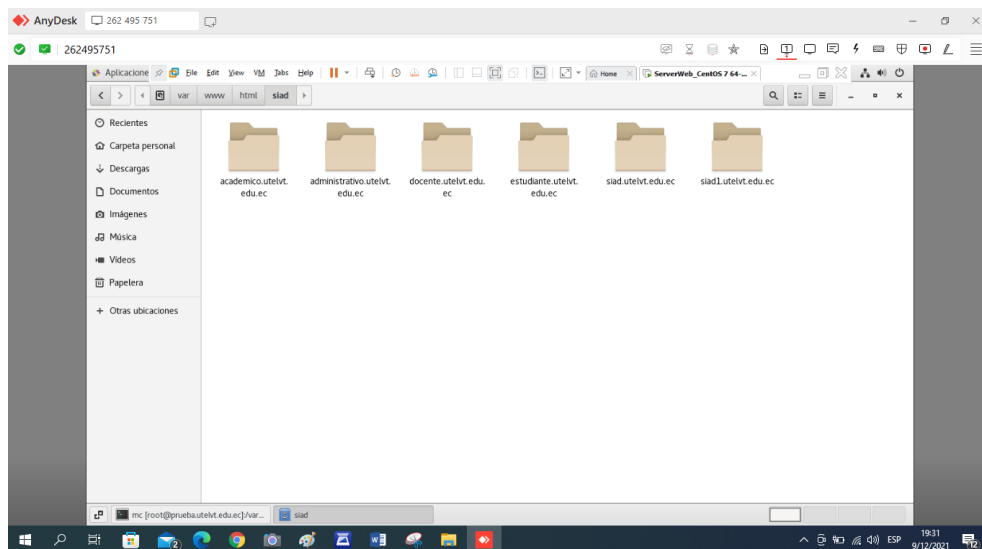 AnyDesk 262 495 751
262495751
Aplicacione File Edit View VM Tabs Help Home ServerWeb_CentOS 7 64-...
var www html siad
Recientes
Carpeta personal
Descargas
Documentos
Imágenes
Música
Vídeos
Papelera
+ Otras ubicaciones
academico.utelvt.
edu.ec
administrativo.utelvt.
edu.ec
docente.utelvt.edu.
ec
estudiante.utelvt.
edu.ec
siad.utelvt.edu.ec
siad1.utelvt.edu.ec
mc [root@prueba.utelvt.edu.ec]:/var... siad
2
ESP
19:31
9/12/2021
12